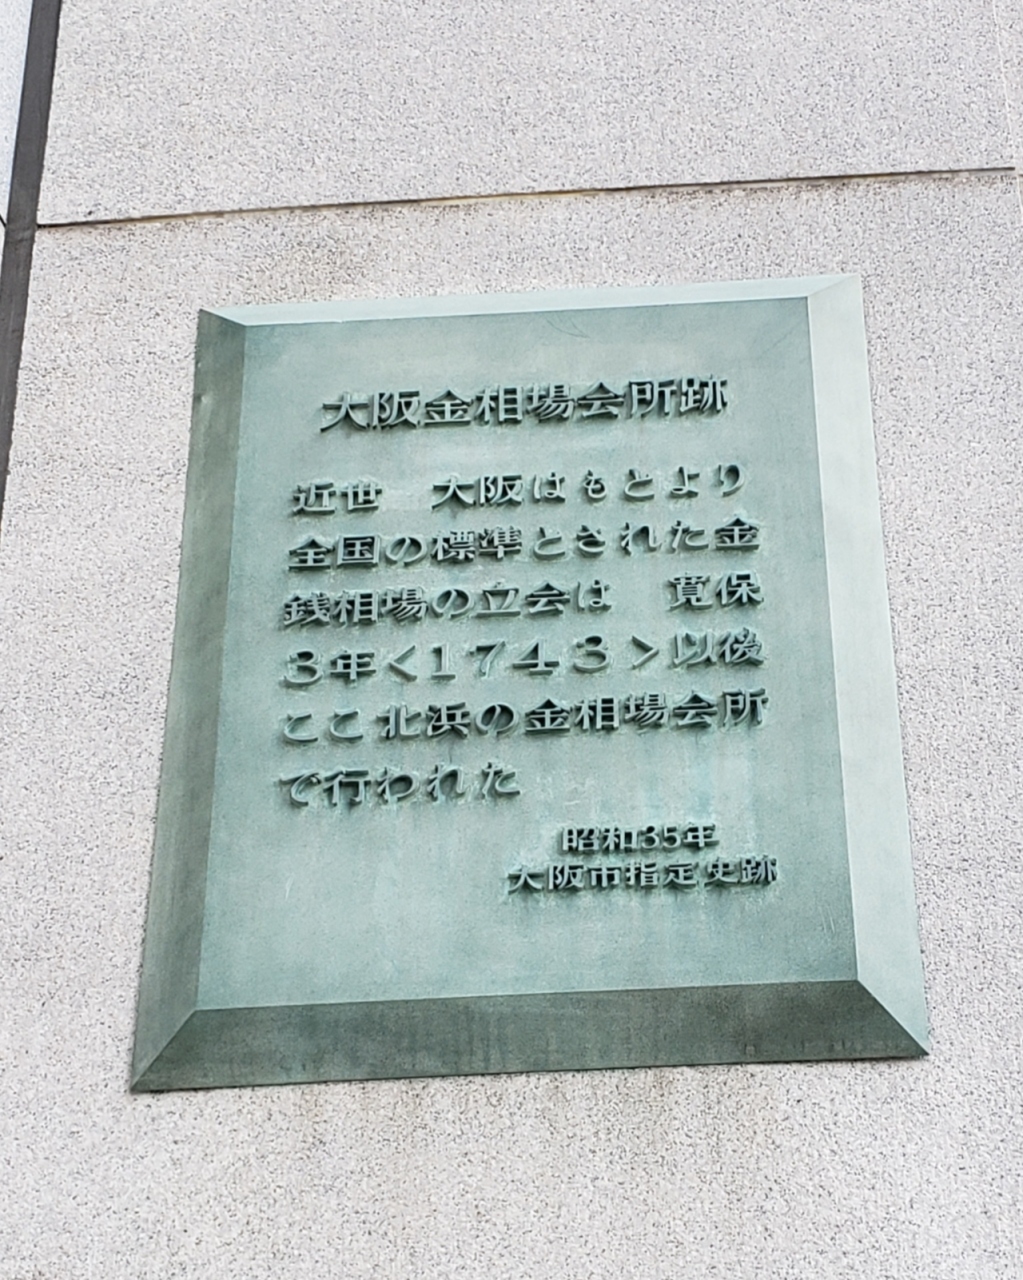 大阪金相場会所跡
近世　大阪はもとより
全国の標準とされた金
銭相場の立会は　寛保
3年<1743>以後
ここ北浜の金相場会所
で行われた
昭和35年
大阪市指定史跡